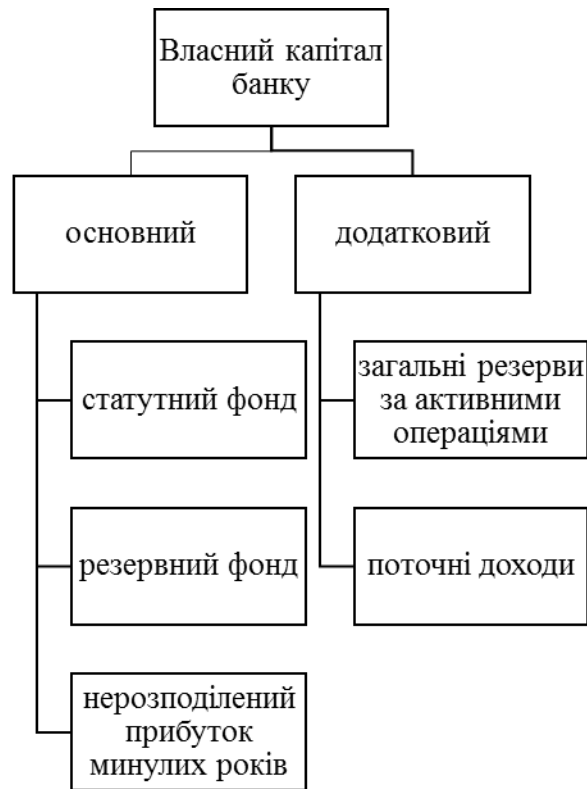 Власний капітал
банку
основний
додатковий
статутний фонд
загальні резерви
за активними
операціями
резервний фонд
поточні доходи
нерозподілений
прибуток
минулих років